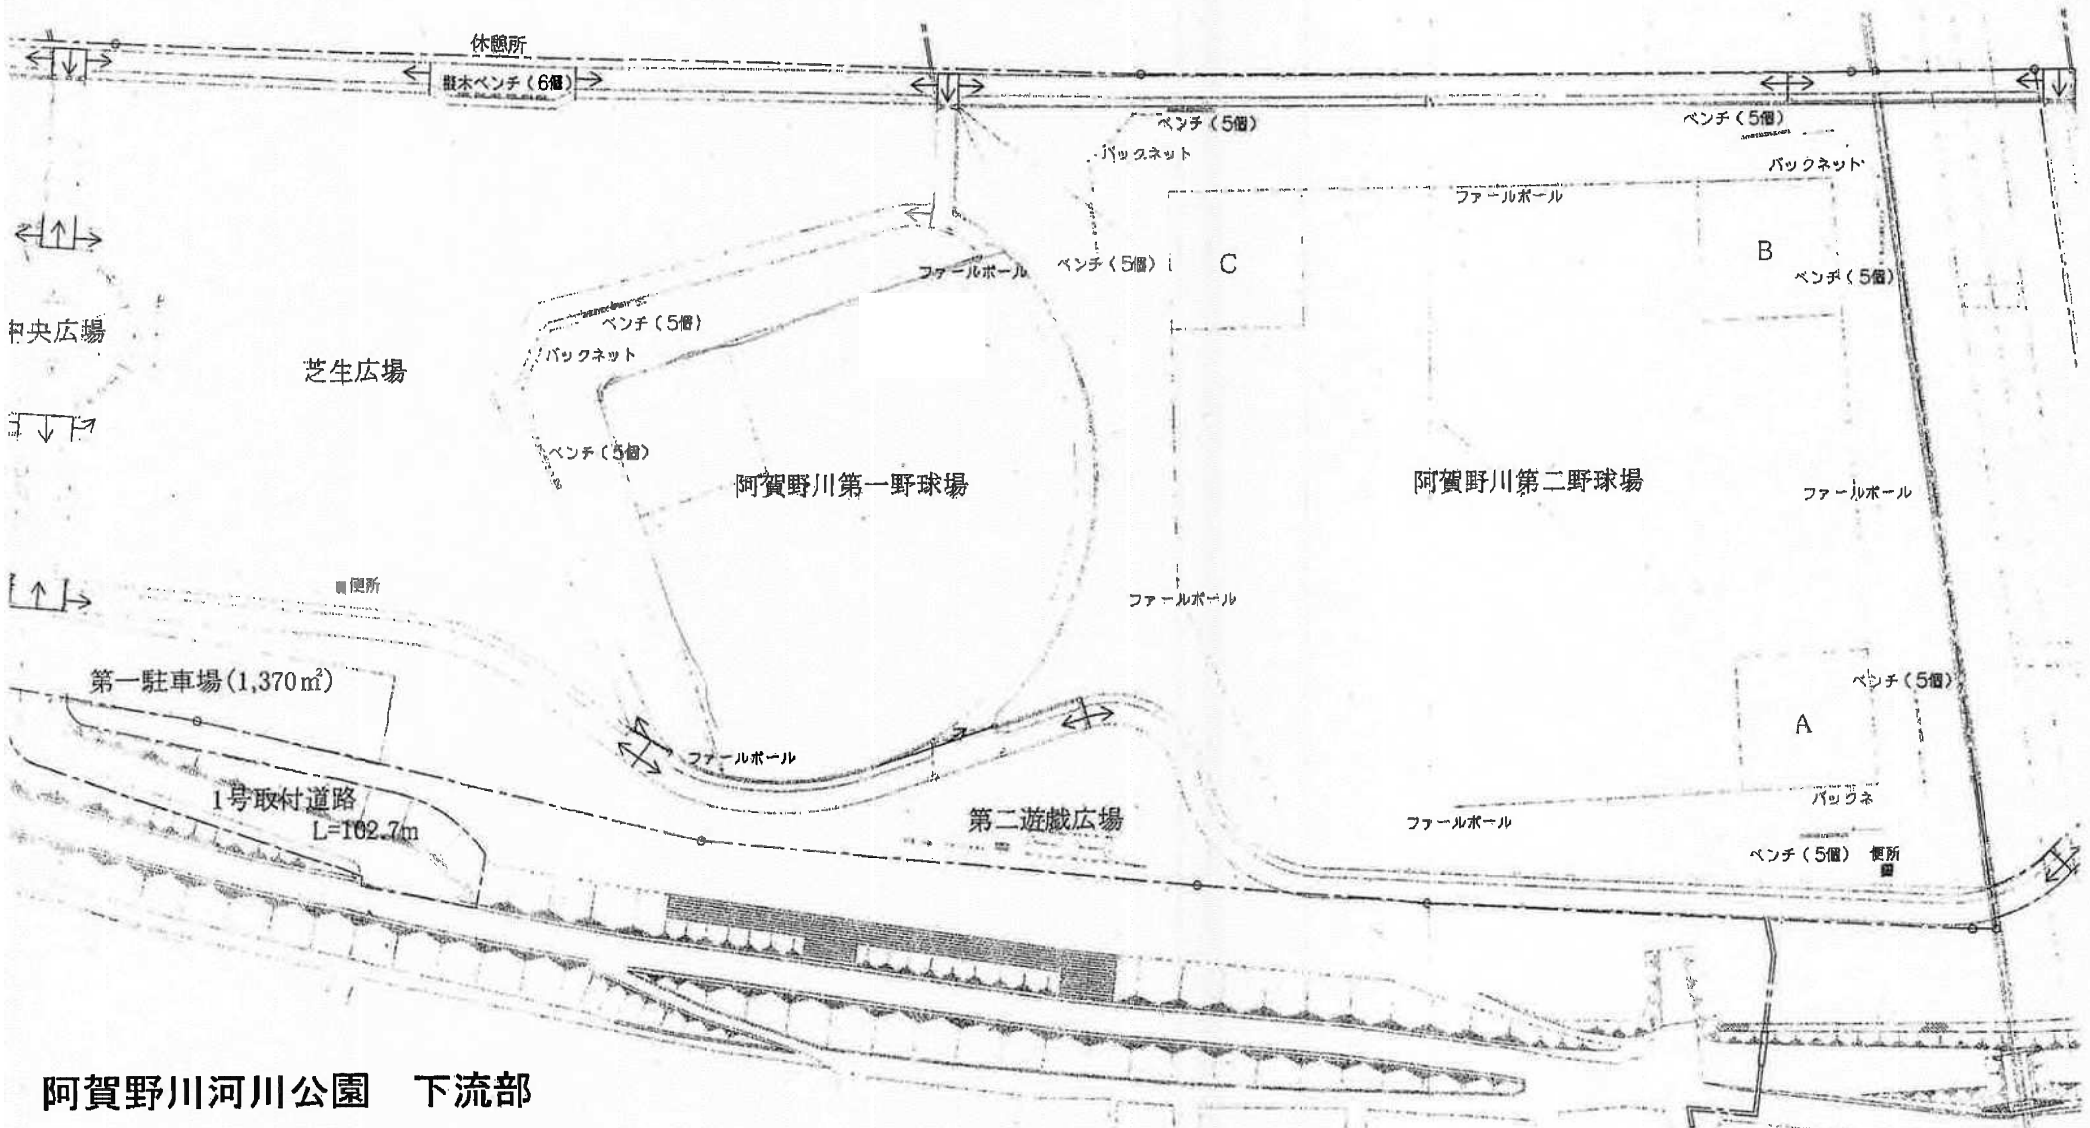 休憩所
擬木ベンチ(6個)
ベンチ(5個)
ベンチ(5個)
バックネット
バックネット
ファールポール
B
ファールポール
ベンチ(5個)
C
ベンチ(5個)
ベンチ(5個)
中央広場
バックネット
芝生広場
ベンチ(5個)
阿賀野川第一野球場
阿賀野川第二野球場
ファールポール
便所
ファールポール
第一駐車場(1,370㎡)
ベンチ(5個)
A
ファールポール
1号取付道路
L=102.7m
第二遊戯広場
バックネ
ファールポール
ベンチ(5個)
便所
阿賀野川河川公園 下流部